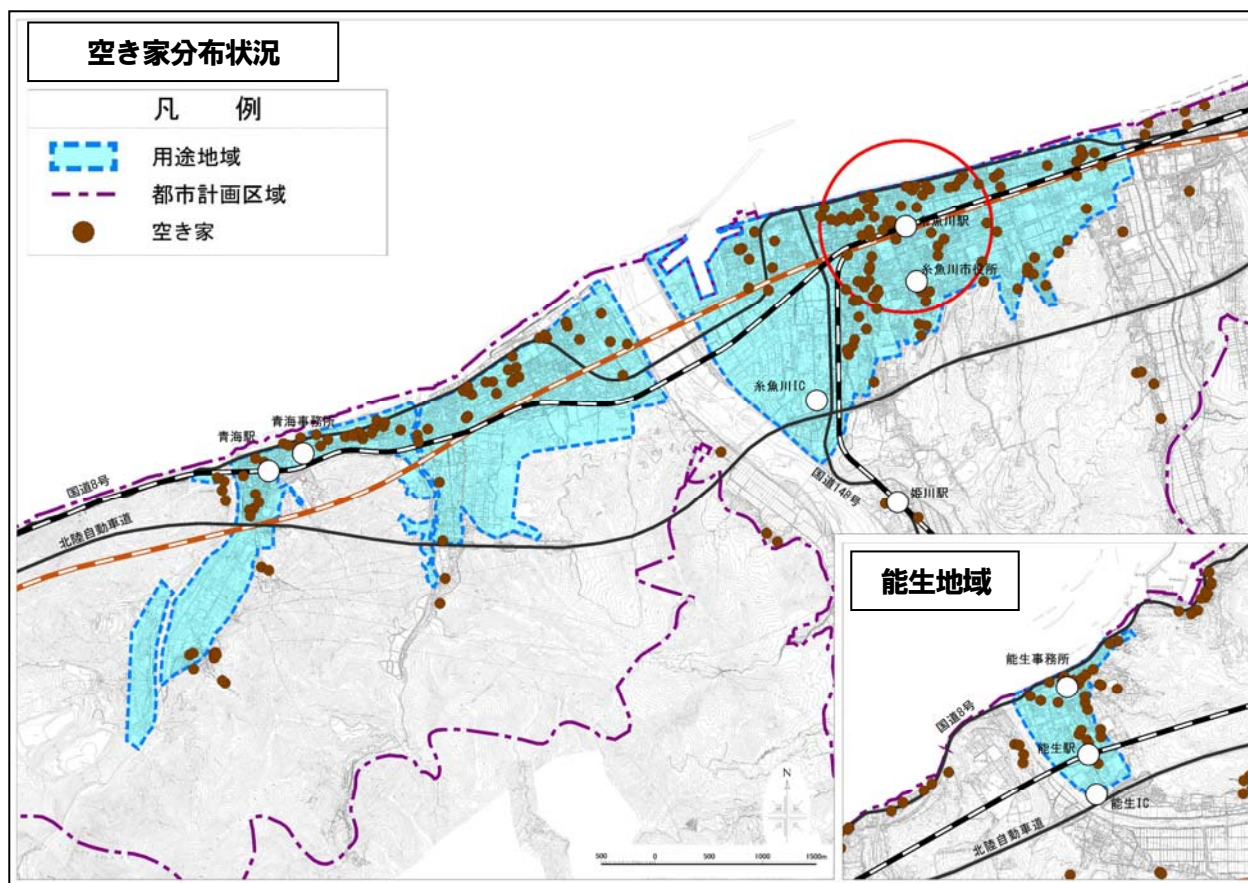 空き家分布状況
凡 例
用途地域
都市計画区域
空き家
糸魚川駅
糸魚川市役所
糸魚川IC
青海事務所
青海駅
国道8号
北陸自動車道
国道148号
姫川駅
能生地域
能生事務所
国道8号
能生駅
能生IC
北陸自動車道
N
500 0 500 1000 1500m